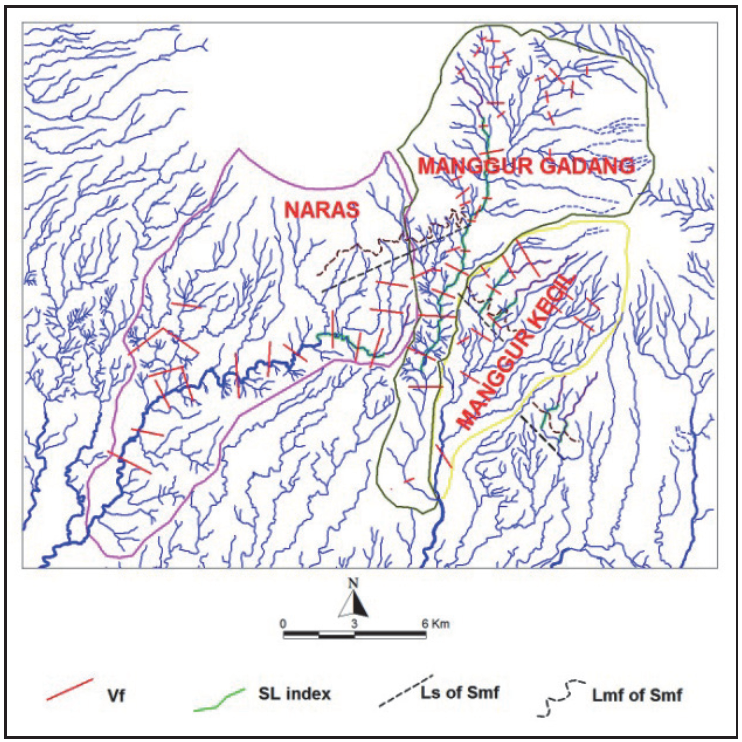 MANGGUR GADANG
NARAS
MANGGUR KECIL
N
0 3 6 Km
Vf
SL index
Ls of Smf
Lmf of Smf